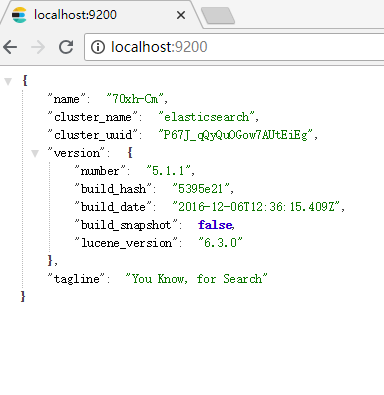 localhost:9200
localhost:9200
{
"name": "70xh-Cm",
"cluster_name": "elasticsearch",
"cluster_uuid": "P67J_qQyQuOGow7AUtEiEg",
"version": {
"number": "5.1.1",
"build_hash": "5395e21",
"build_date": "2016-12-06T12:36:15.409Z",
"build_snapshot": false,
"lucene_version": "6.3.0"
},
"tagline": "You Know, for Search"
}